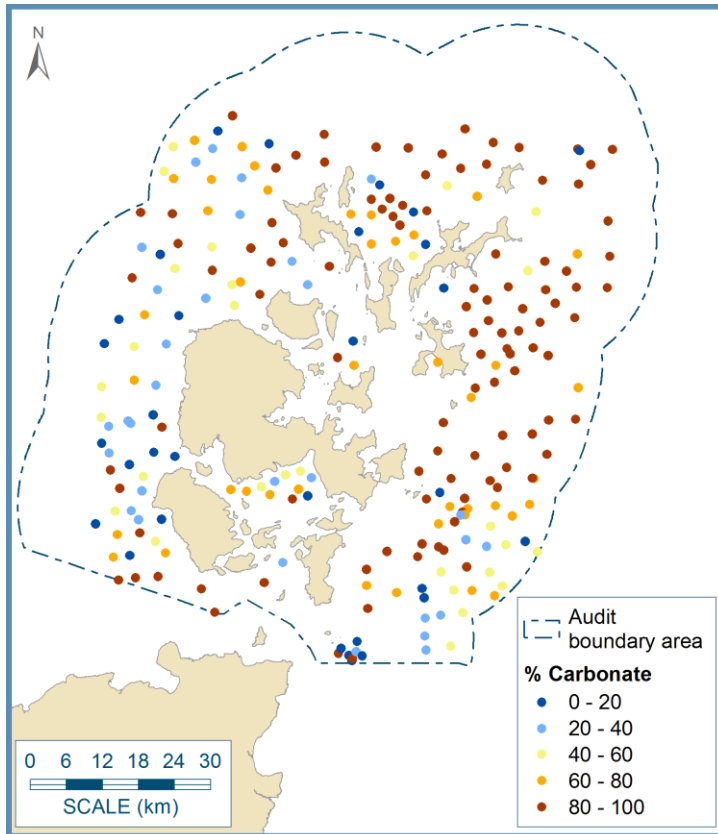 N
Audit
boundary area
% Carbonate
0 - 20
20 - 40
40 - 60
60 - 80
80 - 100
0 6 12 18 24 30
SCALE (km)